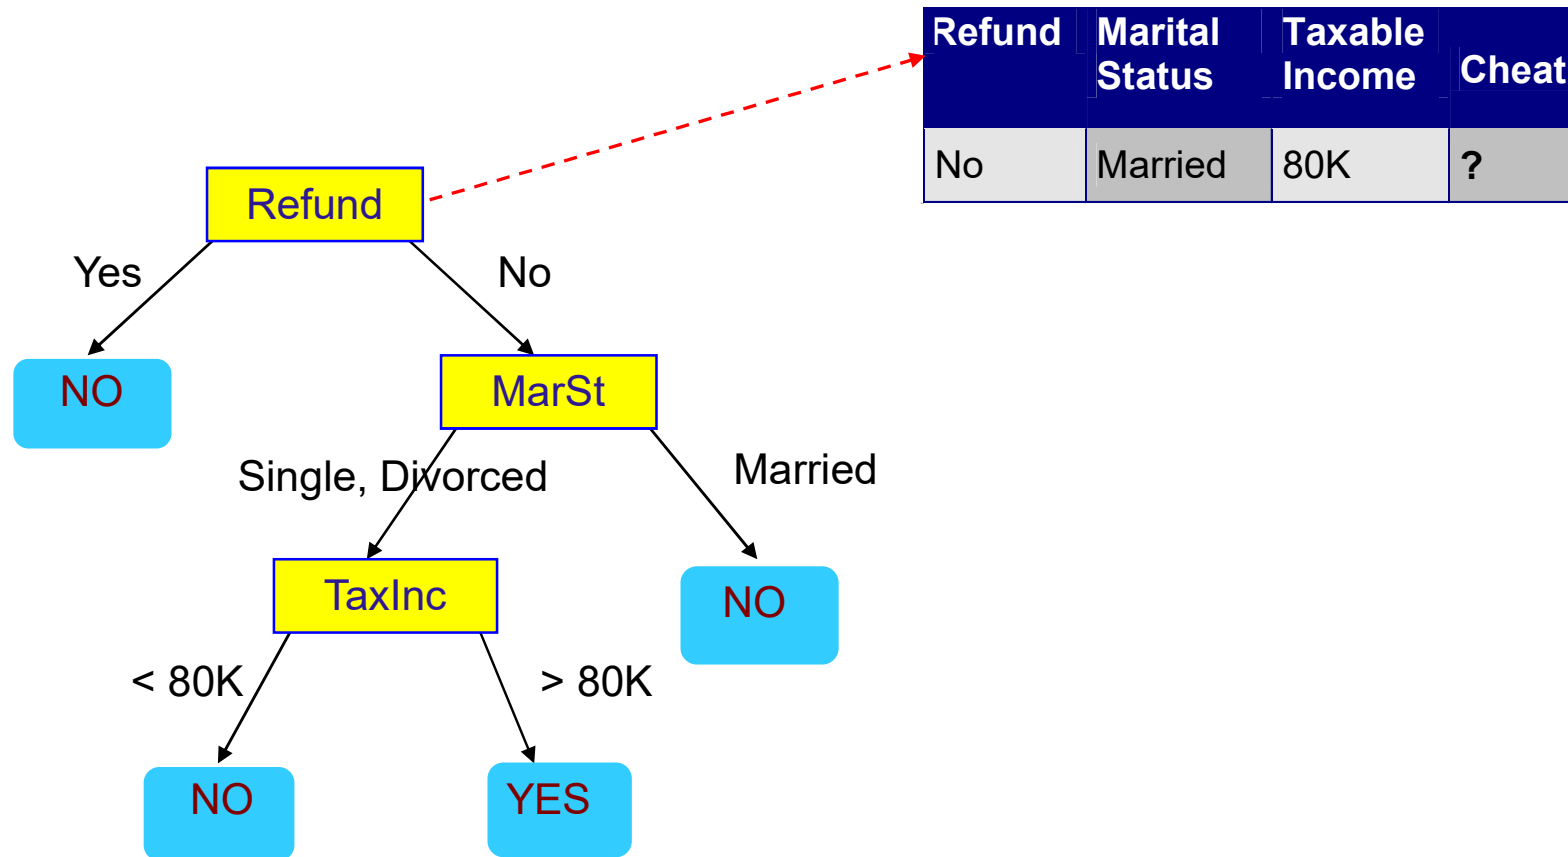 Refund Marital Status Taxable Income Cheat
No Married 80K ?
Refund
Yes No
NO MarSt
Single, Divorced Married
TaxInc NO
< 80K > 80K
NO YES